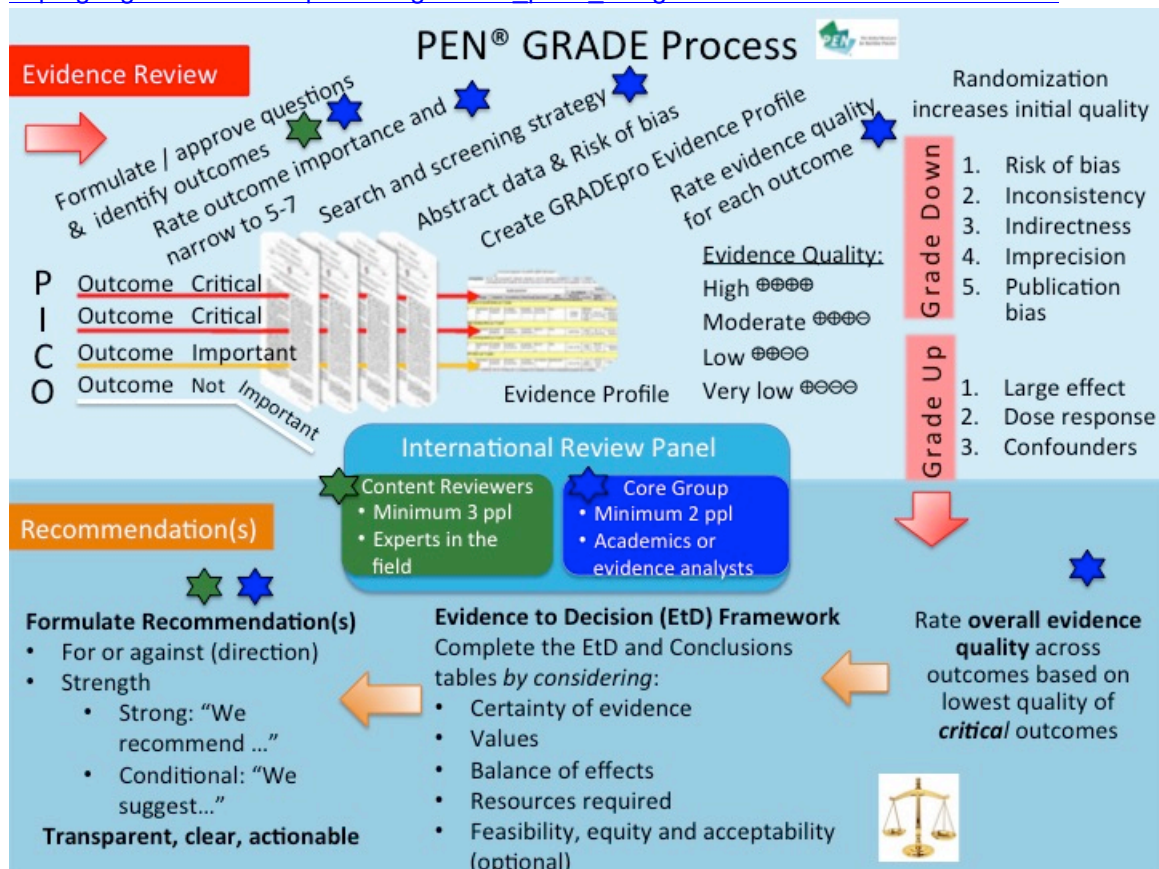 PEN® GRADE Process
PEN
Evidence Review
Formulate / approve questions
& identify outcomes
Rate outcome importance and
narrow to 5-7
Search and screening strategy
Abstract data & Risk of bias
Create GRADEpro Evidence Profile
Rate evidence quality
for each outcome
Randomization
increases initial quality
Grade Down
1. Risk of bias
2. Inconsistency
3. Indirectness
4. Imprecision
5. Publication
bias
Grade Up
1. Large effect
2. Dose response
3. Confounders
P
I
C
O
Outcome Critical
Outcome Critical
Outcome Important
Outcome Not Important
Evidence Profile
Evidence Quality:
High ⊕⊕⊕⊕
Moderate ⊕⊕⊕⊖
Low ⊕⊕⊖⊖
Very low ⊕⊖⊖⊖
International Review Panel
Content Reviewers
• Minimum 3 ppl
• Experts in the
field
Core Group
• Minimum 2 ppl
• Academics or
evidence analysts
Recommendation(s)
Formulate Recommendation(s)
• For or against (direction)
• Strength
• Strong: “We
recommend …”
• Conditional: “We
suggest…”
Transparent, clear, actionable
Evidence to Decision (EtD) Framework
Complete the EtD and Conclusions
tables by considering:
• Certainty of evidence
• Values
• Balance of effects
• Resources required
• Feasibility, equity and acceptability
(optional)
Rate overall evidence
quality across
outcomes based on
lowest quality of
critical outcomes